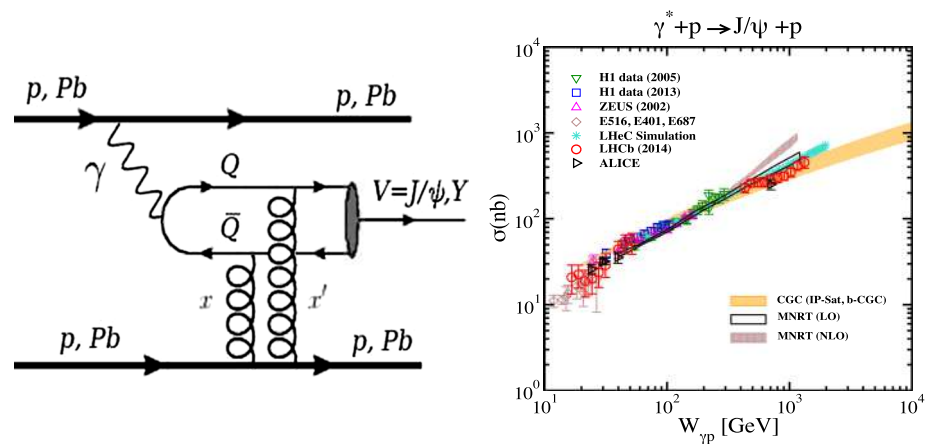 p, Pb
p, Pb
γ
Q
Q̅
V=J/ψ,Υ
x
x′
p, Pb
p, Pb
γ*+p → J/ψ +p
H1 data (2005)
H1 data (2013)
ZEUS (2002)
E516, E401, E687
LHeC Simulation
LHCb (2014)
ALICE
CGC (IP-Sat, b-CGC)
MNRT (LO)
MNRT (NLO)
σ(nb)
10⁴
10³
10²
10¹
10⁰
10¹
10²
10³
10⁴
Wγp [GeV]